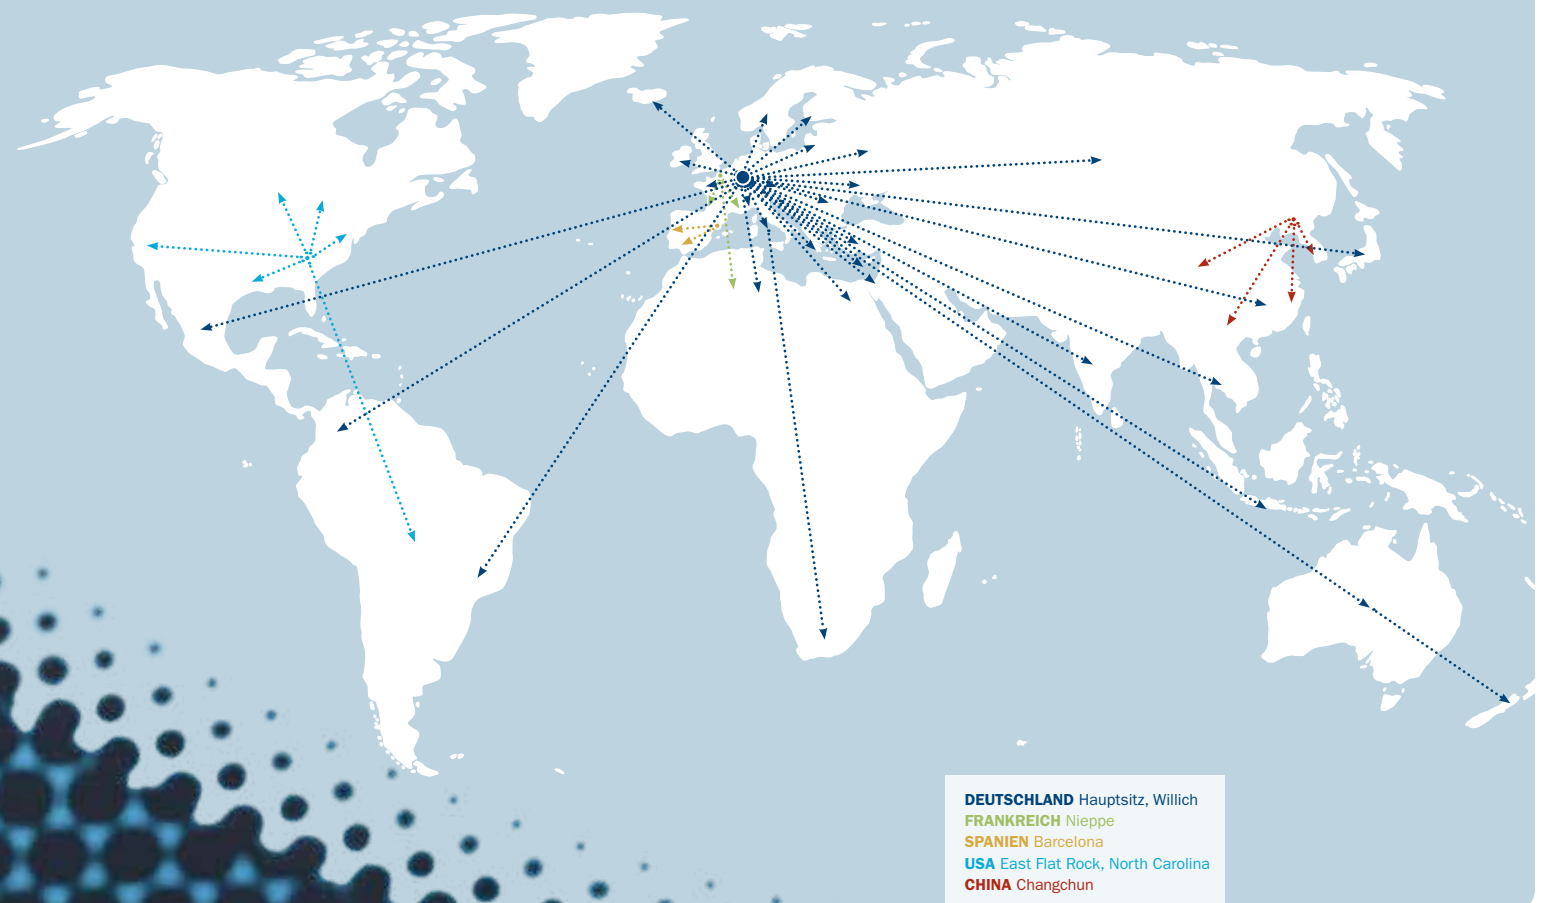 DEUTSCHLAND Hauptsitz, Willich
FRANKREICH Nieppe
SPANIEN Barcelona
USA East Flat Rock, North Carolina
CHINA Changchun